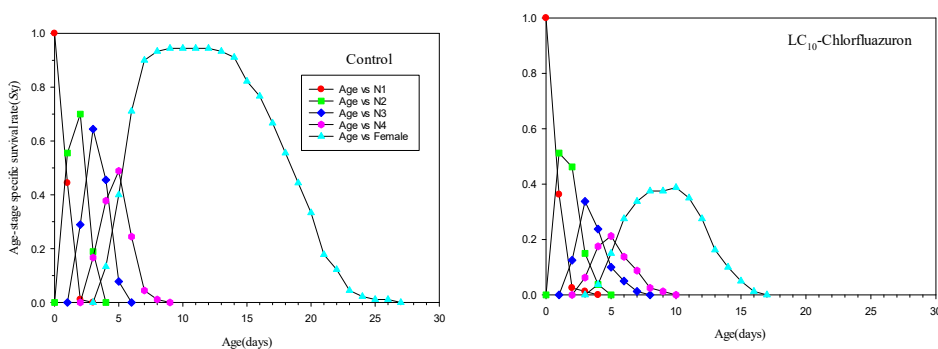 Control
Age vs N1
Age vs N2
Age vs N3
Age vs N4
Age vs Female
Age-stage specific survival rate(Sxj)
1.0
0.8
0.6
0.4
0.2
0.0
0
5
10
15
20
25
30
Age(days)
LC10-Chlorfluazuron
1.0
0.8
0.6
0.4
0.2
0.0
0
5
10
15
20
25
30
Age(days)